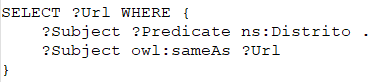 SELECT ?Url WHERE {
?Subject ?Predicate ns:Distrito .
?Subject owl:sameAs ?Url
}